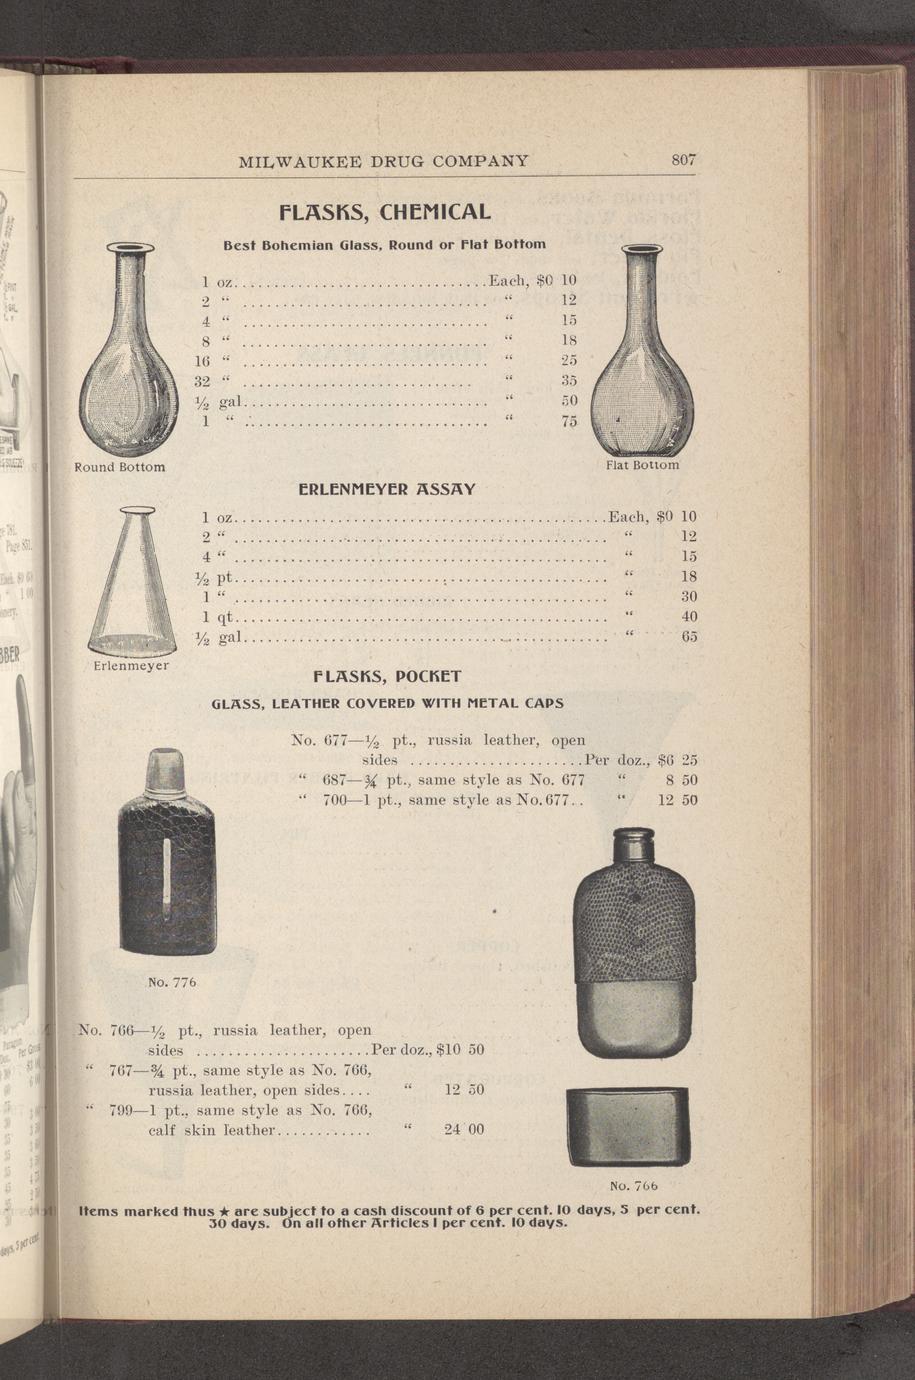 MILWAUKEE DRUG COMPANY 807
FLASKS, CHEMICAL
Best Bohemian Glass, Round or Flat Bottom
1 oz. Each, $0 10
2 “ “ 12
4 “ “ 15
8 “ “ 18
16 “ “ 25
32 “ “ 35
½ gal. “ 50
1 “ “ 75
Round Bottom
Flat Bottom
ERLENMEYER ASSAY
1 oz. Each, $0 10
2 “ “ 12
4 “ “ 15
½ pt. “ 18
1 “ “ 30
1 qt. “ 40
½ gal. “ 65
Erlenmeyer
FLASKS, POCKET
GLASS, LEATHER COVERED WITH METAL CAPS
No. 677—½ pt., russia leather, open
sides Per doz., $6 25
“ 687—¾ pt., same style as No. 677 “ 8 50
“ 700—1 pt., same style as No. 677.. “ 12 50
No. 776
No. 766—½ pt., russia leather, open
sides Per doz., $10 50
“ 767—¾ pt., same style as No. 766,
russia leather, open sides.... “ 12 50
“ 799—1 pt., same style as No. 766,
calf skin leather............ “ 24 00
No. 766
Items marked thus ★ are subject to a cash discount of 6 per cent. 10 days, 5 per cent.
30 days. On all other Articles 1 per cent. 10 days.